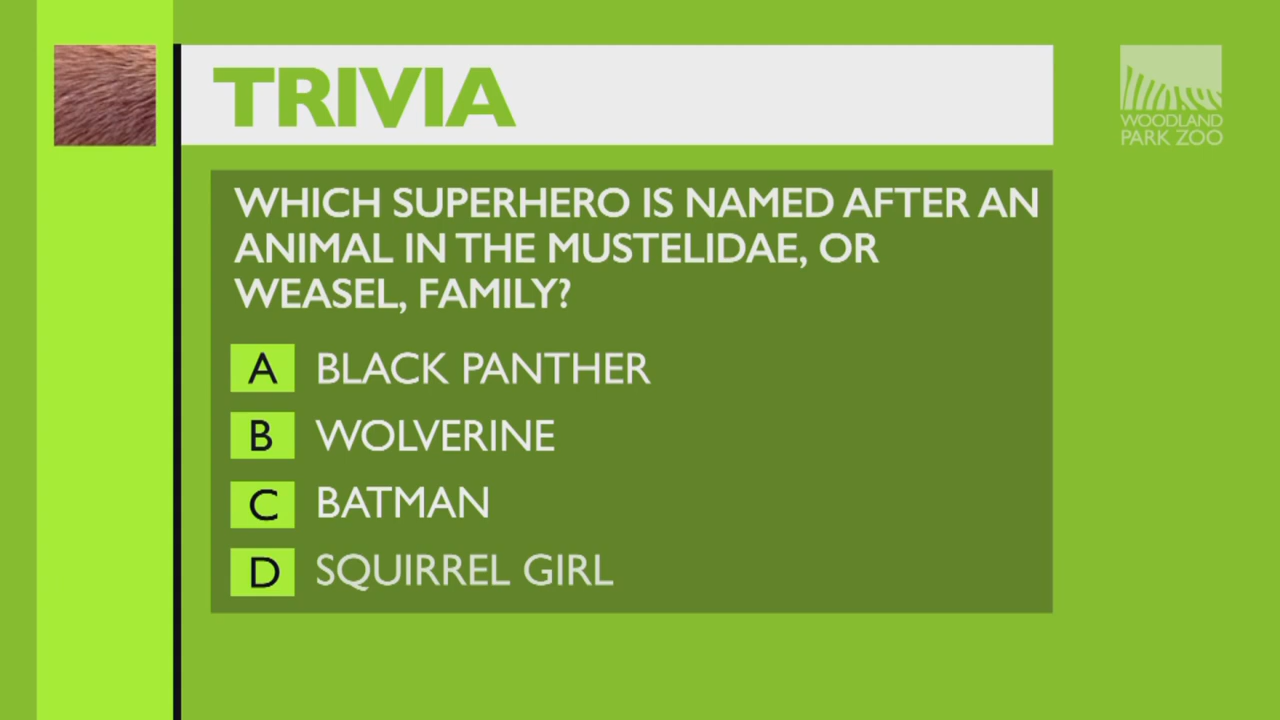 TRIVIA
WOODLAND
PARK ZOO
WHICH SUPERHERO IS NAMED AFTER AN
ANIMAL IN THE MUSTELIDAE, OR
WEASEL, FAMILY?
A BLACK PANTHER
B WOLVERINE
C BATMAN
D SQUIRREL GIRL